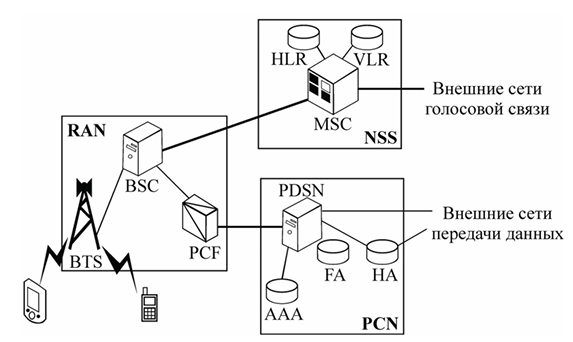 HLR
VLR
MSC
NSS
Внешние сети
голосовой связи
RAN
BSC
BTS
PCF
PDSN
FA
HA
AAA
PCN
Внешние сети
передачи данных